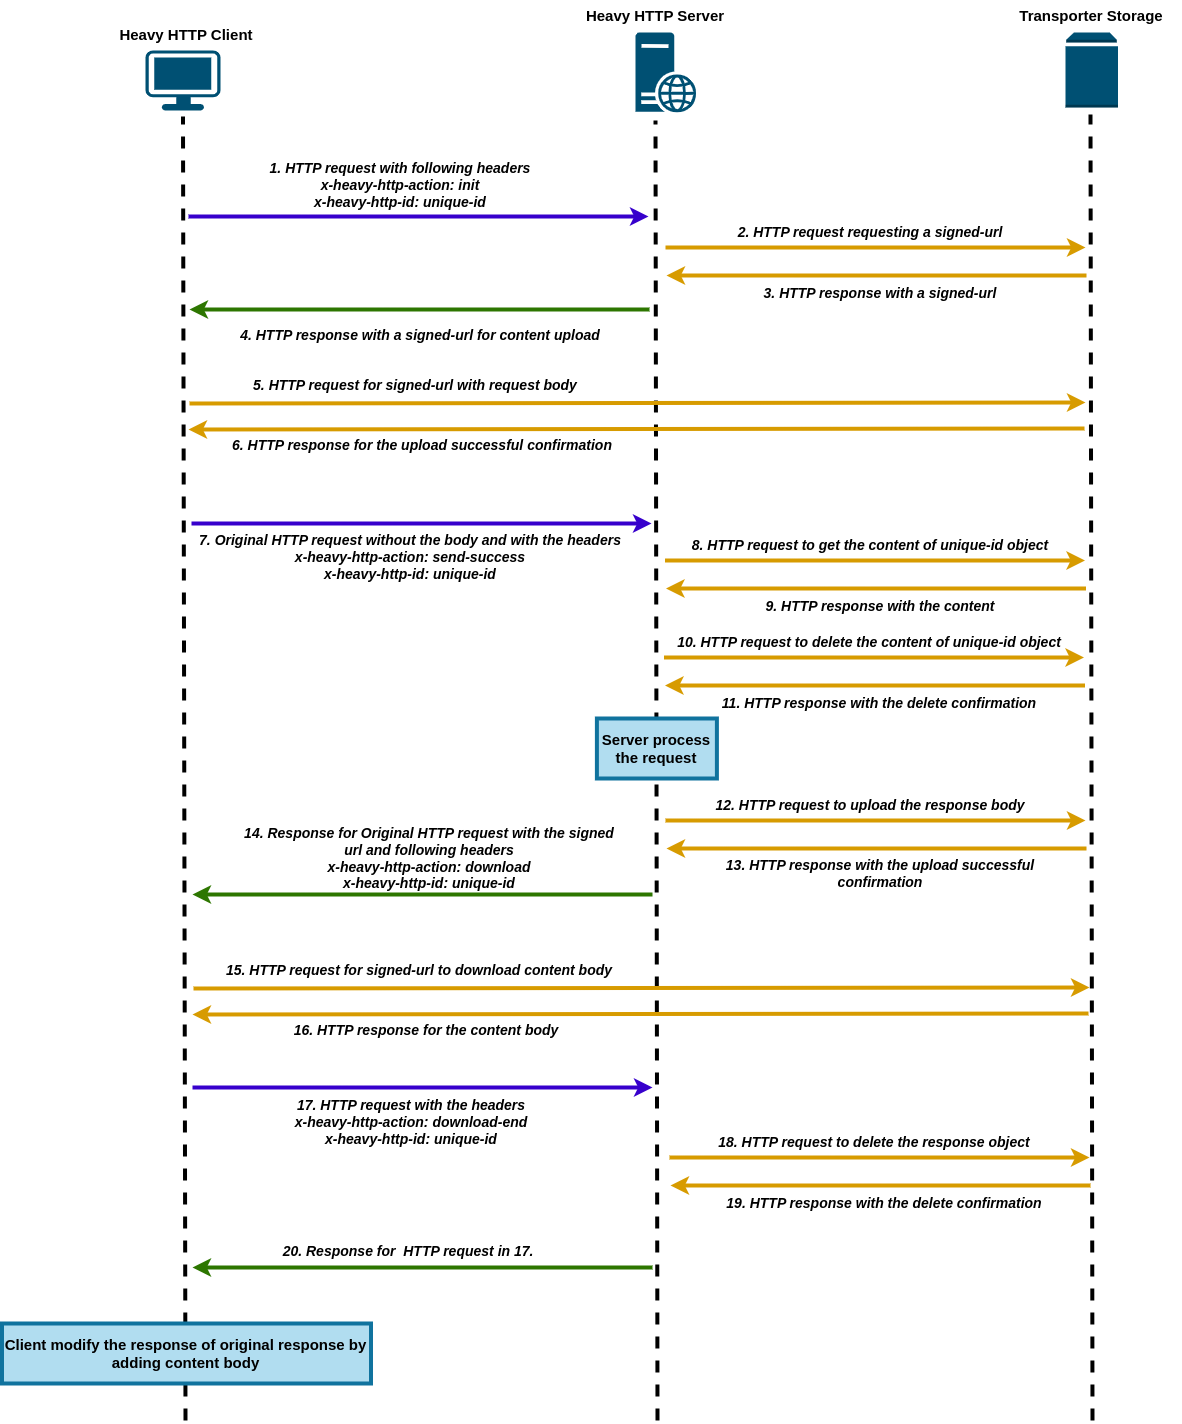 Heavy HTTP Client
Heavy HTTP Server
Transporter Storage
1. HTTP request with following headers
x-heavy-http-action: init
x-heavy-http-id: unique-id
2. HTTP request requesting a signed-url
3. HTTP response with a signed-url
4. HTTP response with a signed-url for content upload
5. HTTP request for signed-url with request body
6. HTTP response for the upload successful confirmation
7. Original HTTP request without the body and with the headers
x-heavy-http-action: send-success
x-heavy-http-id: unique-id
8. HTTP request to get the content of unique-id object
9. HTTP response with the content
10. HTTP request to delete the content of unique-id object
11. HTTP response with the delete confirmation
Server process
the request
12. HTTP request to upload the response body
13. HTTP response with the upload successful
confirmation
14. Response for Original HTTP request with the signed
url and following headers
x-heavy-http-action: download
x-heavy-http-id: unique-id
15. HTTP request for signed-url to download content body
16. HTTP response for the content body
17. HTTP request with the headers
x-heavy-http-action: download-end
x-heavy-http-id: unique-id
18. HTTP request to delete the response object
19. HTTP response with the delete confirmation
20. Response for  HTTP request in 17.
Client modify the response of original response by
adding content body